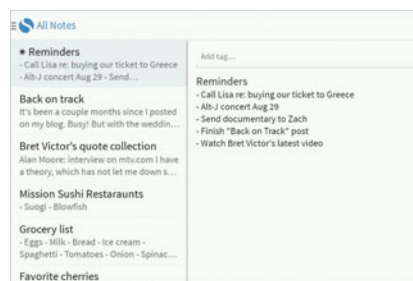 All Notes
Reminders
- Call Lisa re: buying our ticket to Greece
- Alt-J concert Aug 29 - Send...
Back on track
It's been a couple months since I posted
on my blog. Busy! But with the weddin...
Bret Victor's quote collection
Alan Moore: interview on mtv.com I have
a theory, which has not let me down s...
Mission Sushi Restaraunts
- Suogi - Blowfish
Grocery list
- Eggs - Milk - Bread - Ice cream -
Spaghetti - Tomatoes - Onion - Spinac...
Favorite cherries
Add tag...
Reminders
- Call Lisa re: buying our ticket to Greece
- Alt-J concert Aug 29
- Send documentary to Zach
- Finish "Back on Track" post
- Watch Bret Victor's latest video